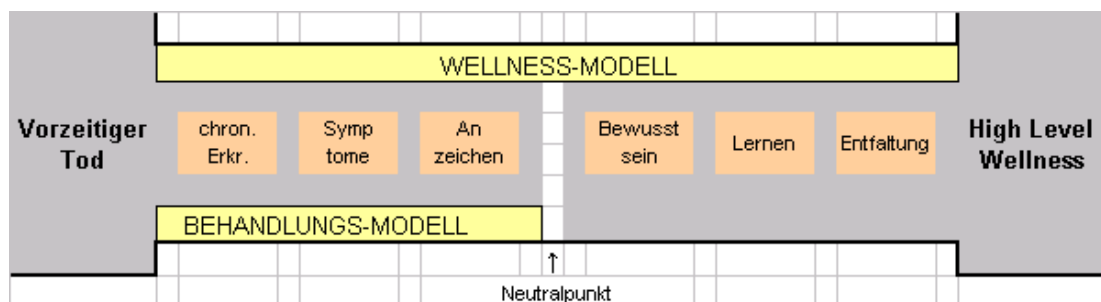 WELLNESS-MODELL
Vorzeitiger
Tod
chron.
Erkr.
Symp
tome
An
zeichen
Bewusst
sein
Lernen
Entfaltung
High Level
Wellness
BEHANDLUNGS-MODELL
↑
Neutralpunkt